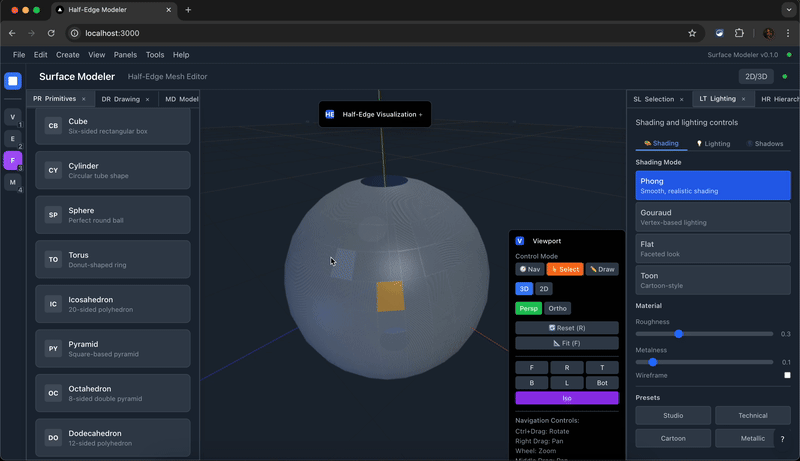 Half-Edge Modeler
localhost:3000
File Edit Create View Panels Tools Help
Surface Modeler v0.1.0
Surface Modeler
Half-Edge Mesh Editor
2D/3D
PR Primitives ×
DR Drawing ×
MD Model
SL Selection ×
LT Lighting ×
HR Hierarch
V 1
E 2
F 3
M 4
CB Cube
Six-sided rectangular box
CY Cylinder
Circular tube shape
SP Sphere
Perfect round ball
TO Torus
Donut-shaped ring
IC Icosahedron
20-sided polyhedron
PY Pyramid
Square-based pyramid
OC Octahedron
8-sided double pyramid
DO Dodecahedron
12-sided polyhedron
HE Half-Edge Visualization +
V Viewport
Control Mode
Nav Select Draw
3D 2D
Persp Ortho
Reset (R)
Fit (F)
F R T
B L Bot
Iso
Navigation Controls:
Ctrl+Drag: Rotate
Right Drag: Pan
Wheel: Zoom
Middle Drag: Pan
Shading and lighting controls
Shading Lighting Shadows
Shading Mode
Phong
Smooth, realistic shading
Gouraud
Vertex-based lighting
Flat
Faceted look
Toon
Cartoon-style
Material
Roughness
0.3
Metalness
0.1
Wireframe
Presets
Studio Technical
Cartoon Metallic
?